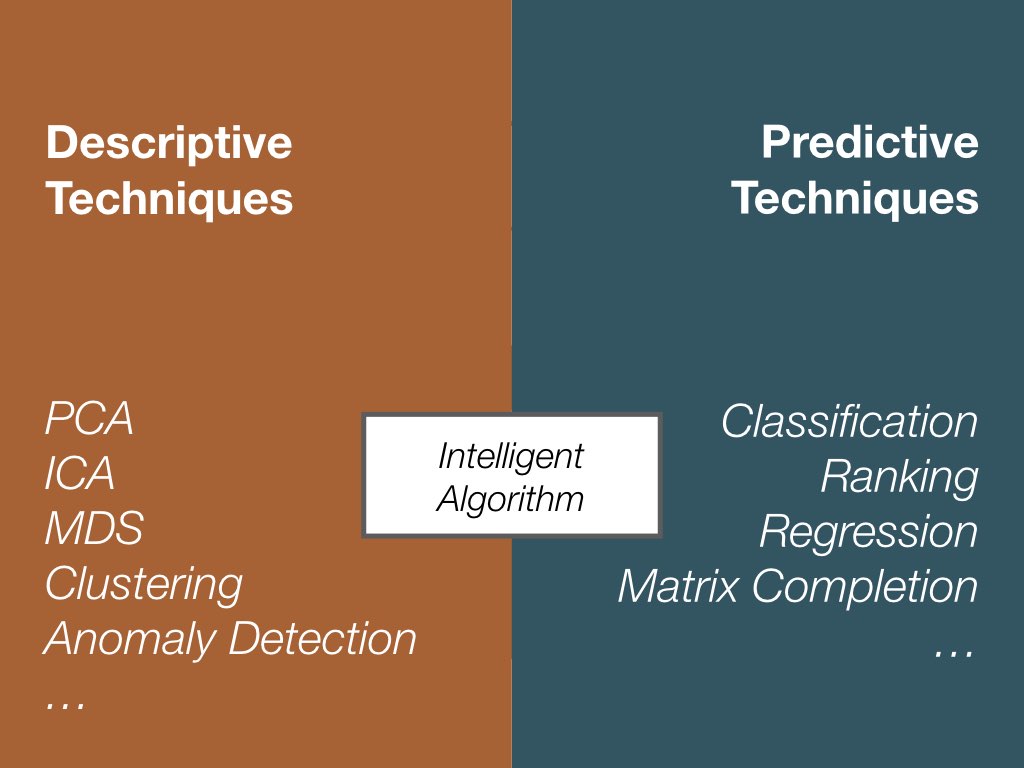 Descriptive
Techniques
Predictive
Techniques
PCA
ICA
MDS
Clustering
Anomaly Detection
…
Intelligent
Algorithm
Classification
Ranking
Regression
Matrix Completion
…